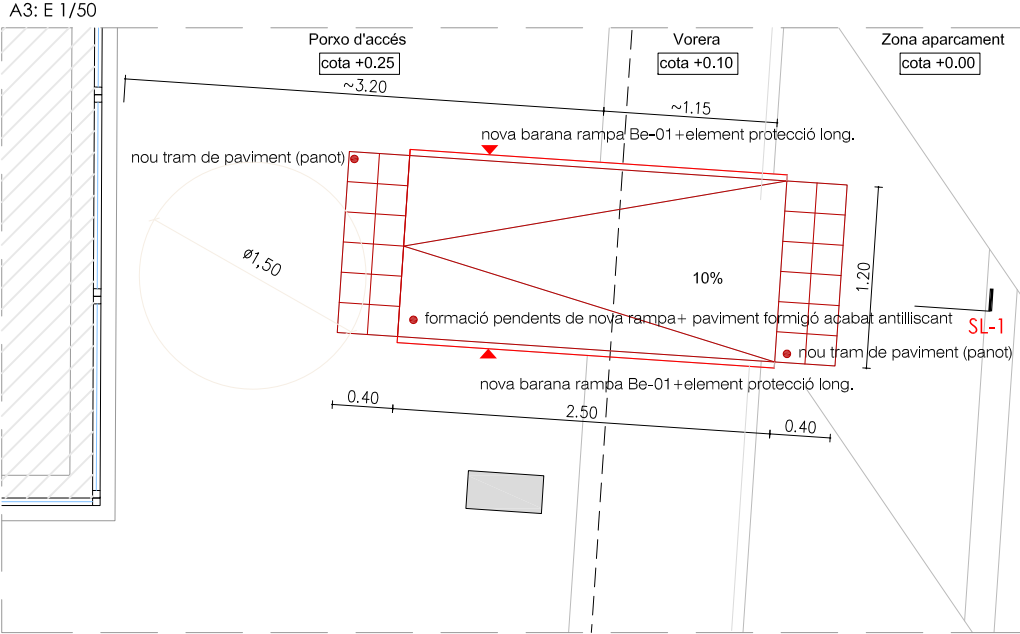 A3: E 1/50
Porxo d'accés
cota +0.25
Vorera
cota +0.10
Zona aparcament
cota +0.00
~3.20
~1.15
nova barana rampa Be-01+element protecció long.
nou tram de paviment (panot)
ø1,50
10%
1.20
formació pendents de nova rampa+ paviment formigó acabat antilliscant
SL-1
nou tram de paviment (panot)
nova barana rampa Be-01+element protecció long.
0.40
2.50
0.40